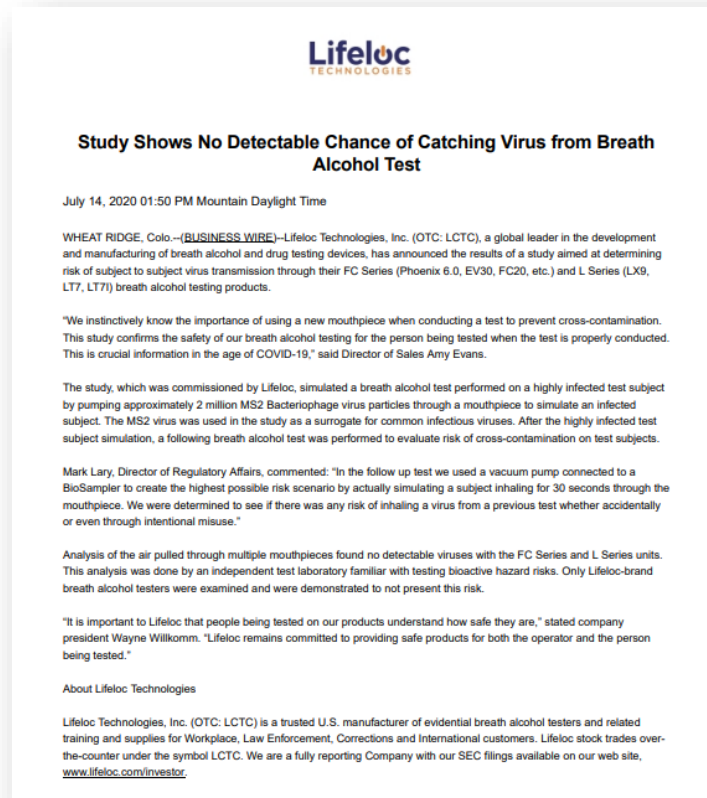 Lifeloc
TECHNOLOGIES
Study Shows No Detectable Chance of Catching Virus from Breath
Alcohol Test
July 14, 2020 01:50 PM Mountain Daylight Time
WHEAT RIDGE, Colo.--(BUSINESS WIRE)--Lifeloc Technologies, Inc. (OTC: LCTC), a global leader in the development
and manufacturing of breath alcohol and drug testing devices, has announced the results of a study aimed at determining
risk of subject to subject virus transmission through their FC Series (Phoenix 6.0, EV30, FC20, etc.) and L Series (LX9,
LT7, LT7I) breath alcohol testing products.
“We instinctively know the importance of using a new mouthpiece when conducting a test to prevent cross-contamination.
This study confirms the safety of our breath alcohol testing for the person being tested when the test is properly conducted.
This is crucial information in the age of COVID-19,” said Director of Sales Amy Evans.
The study, which was commissioned by Lifeloc, simulated a breath alcohol test performed on a highly infected test subject
by pumping approximately 2 million MS2 Bacteriophage virus particles through a mouthpiece to simulate an infected
subject. The MS2 virus was used in the study as a surrogate for common infectious viruses. After the highly infected test
subject simulation, a following breath alcohol test was performed to evaluate risk of cross-contamination on test subjects.
Mark Lary, Director of Regulatory Affairs, commented: “In the follow up test we used a vacuum pump connected to a
BioSampler to create the highest possible risk scenario by actually simulating a subject inhaling for 30 seconds through the
mouthpiece. We were determined to see if there was any risk of inhaling a virus from a previous test whether accidentally
or even through intentional misuse.”
Analysis of the air pulled through multiple mouthpieces found no detectable viruses with the FC Series and L Series units.
This analysis was done by an independent test laboratory familiar with testing bioactive hazard risks. Only Lifeloc-brand
breath alcohol testers were examined and were demonstrated to not present this risk.
“It is important to Lifeloc that people being tested on our products understand how safe they are,” stated company
president Wayne Willkomm. “Lifeloc remains committed to providing safe products for both the operator and the person
being tested.”
About Lifeloc Technologies
Lifeloc Technologies, Inc. (OTC: LCTC) is a trusted U.S. manufacturer of evidential breath alcohol testers and related
training and supplies for Workplace, Law Enforcement, Corrections and International customers. Lifeloc stock trades over-
the-counter under the symbol LCTC. We are a fully reporting Company with our SEC filings available on our web site,
www.lifeloc.com/investor.